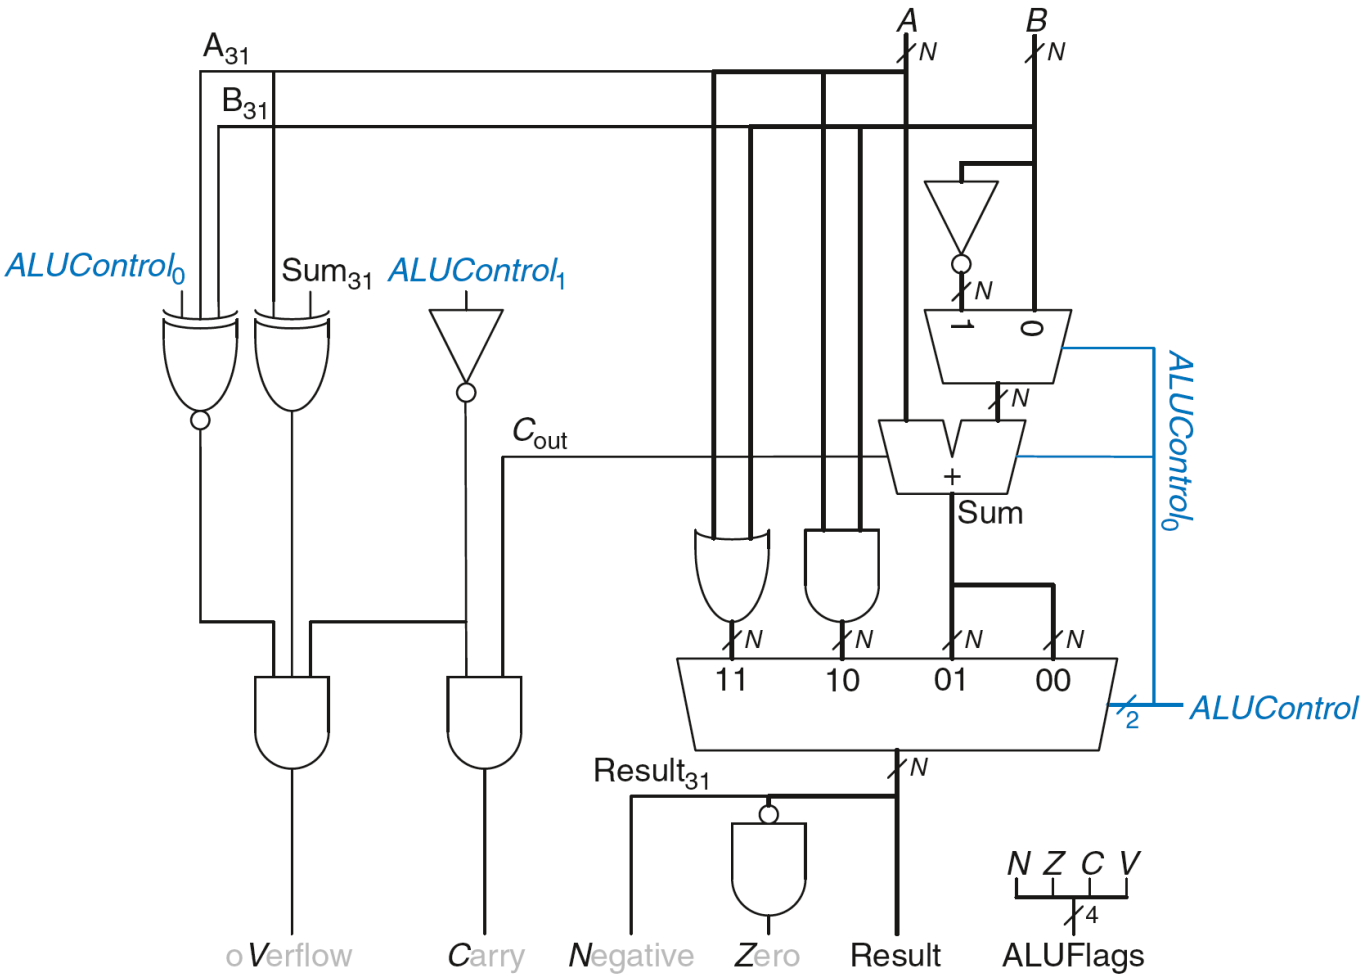 A B
A31 N N
B31
ALUControl0 Sum31 ALUControl1
N
1 0
N
ALUControl0
Cout
+
Sum
N N N N
11 10 01 00
2 ALUControl
Result31 N
N Z C V
4
oVerflow Carry Negative Zero Result ALUFlags